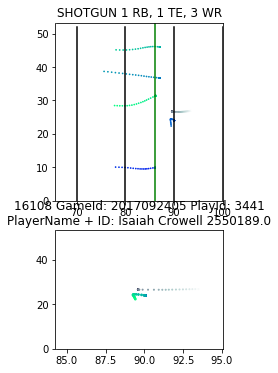 SHOTGUN 1 RB, 1 TE, 3 WR
50
40
30
20
10
0
70 80 90 100
16108 GameId: 2017092405 PlayId: 3441
PlayerName + ID: Isaiah Crowell 2550189.0
40
20
0
85.0 87.5 90.0 92.5 95.0